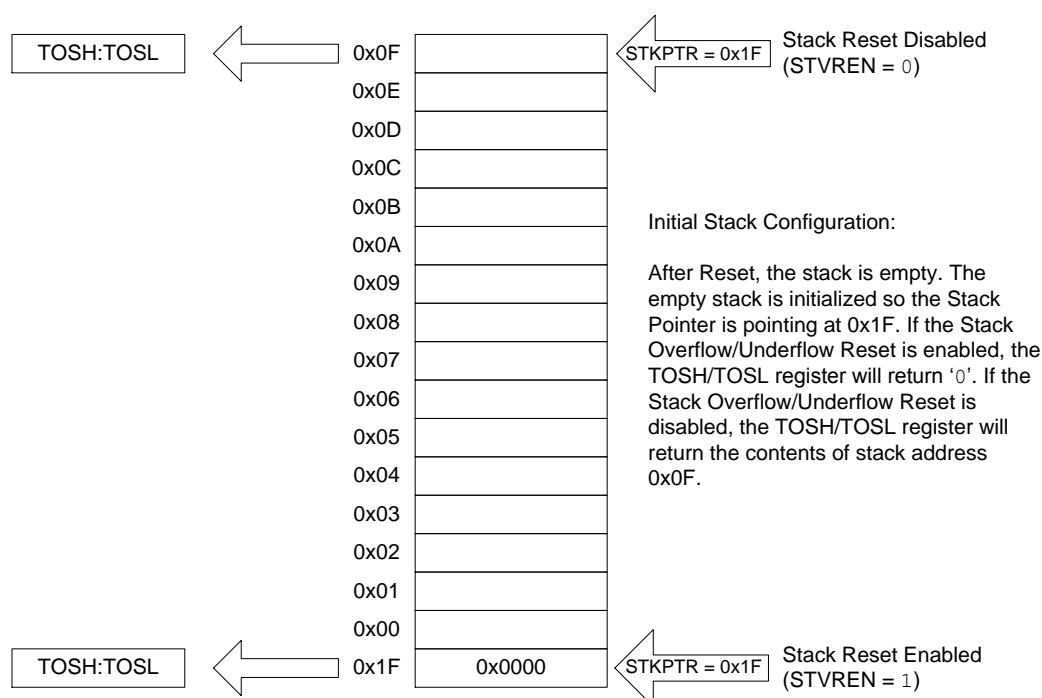 TOSH:TOSL
0x0F
STKPTR = 0x1F
Stack Reset Disabled
(STVREN = 0)
0x0E
0x0D
0x0C
0x0B
0x0A
0x09
0x08
0x07
0x06
0x05
0x04
0x03
0x02
0x01
0x00
Initial Stack Configuration:
After Reset, the stack is empty. The
empty stack is initialized so the Stack
Pointer is pointing at 0x1F. If the Stack
Overflow/Underflow Reset is enabled, the
TOSH/TOSL register will return ‘0’. If the
Stack Overflow/Underflow Reset is
disabled, the TOSH/TOSL register will
return the contents of stack address
0x0F.
TOSH:TOSL
0x1F
0x0000
STKPTR = 0x1F
Stack Reset Enabled
(STVREN = 1)